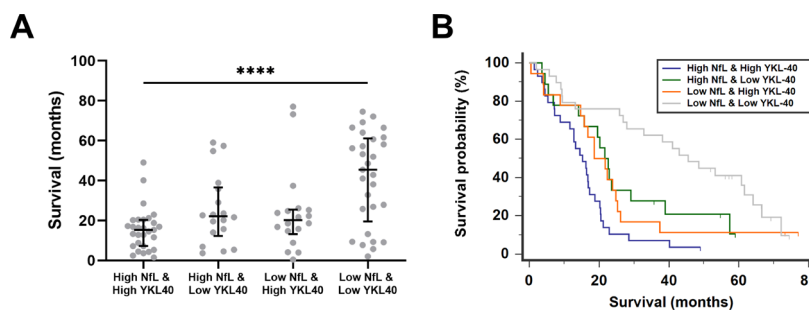 A
Survival (months)
100
80
60
40
20
0
****
High NfL &
High YKL40
High NfL &
Low YKL40
Low NfL &
High YKL40
Low NfL &
Low YKL40
B
Survival probability (%)
100
80
60
40
20
0
High NfL & High YKL-40
High NfL & Low YKL-40
Low NfL & High YKL-40
Low NfL & Low YKL-40
0
20
40
60
8
Survival (months)